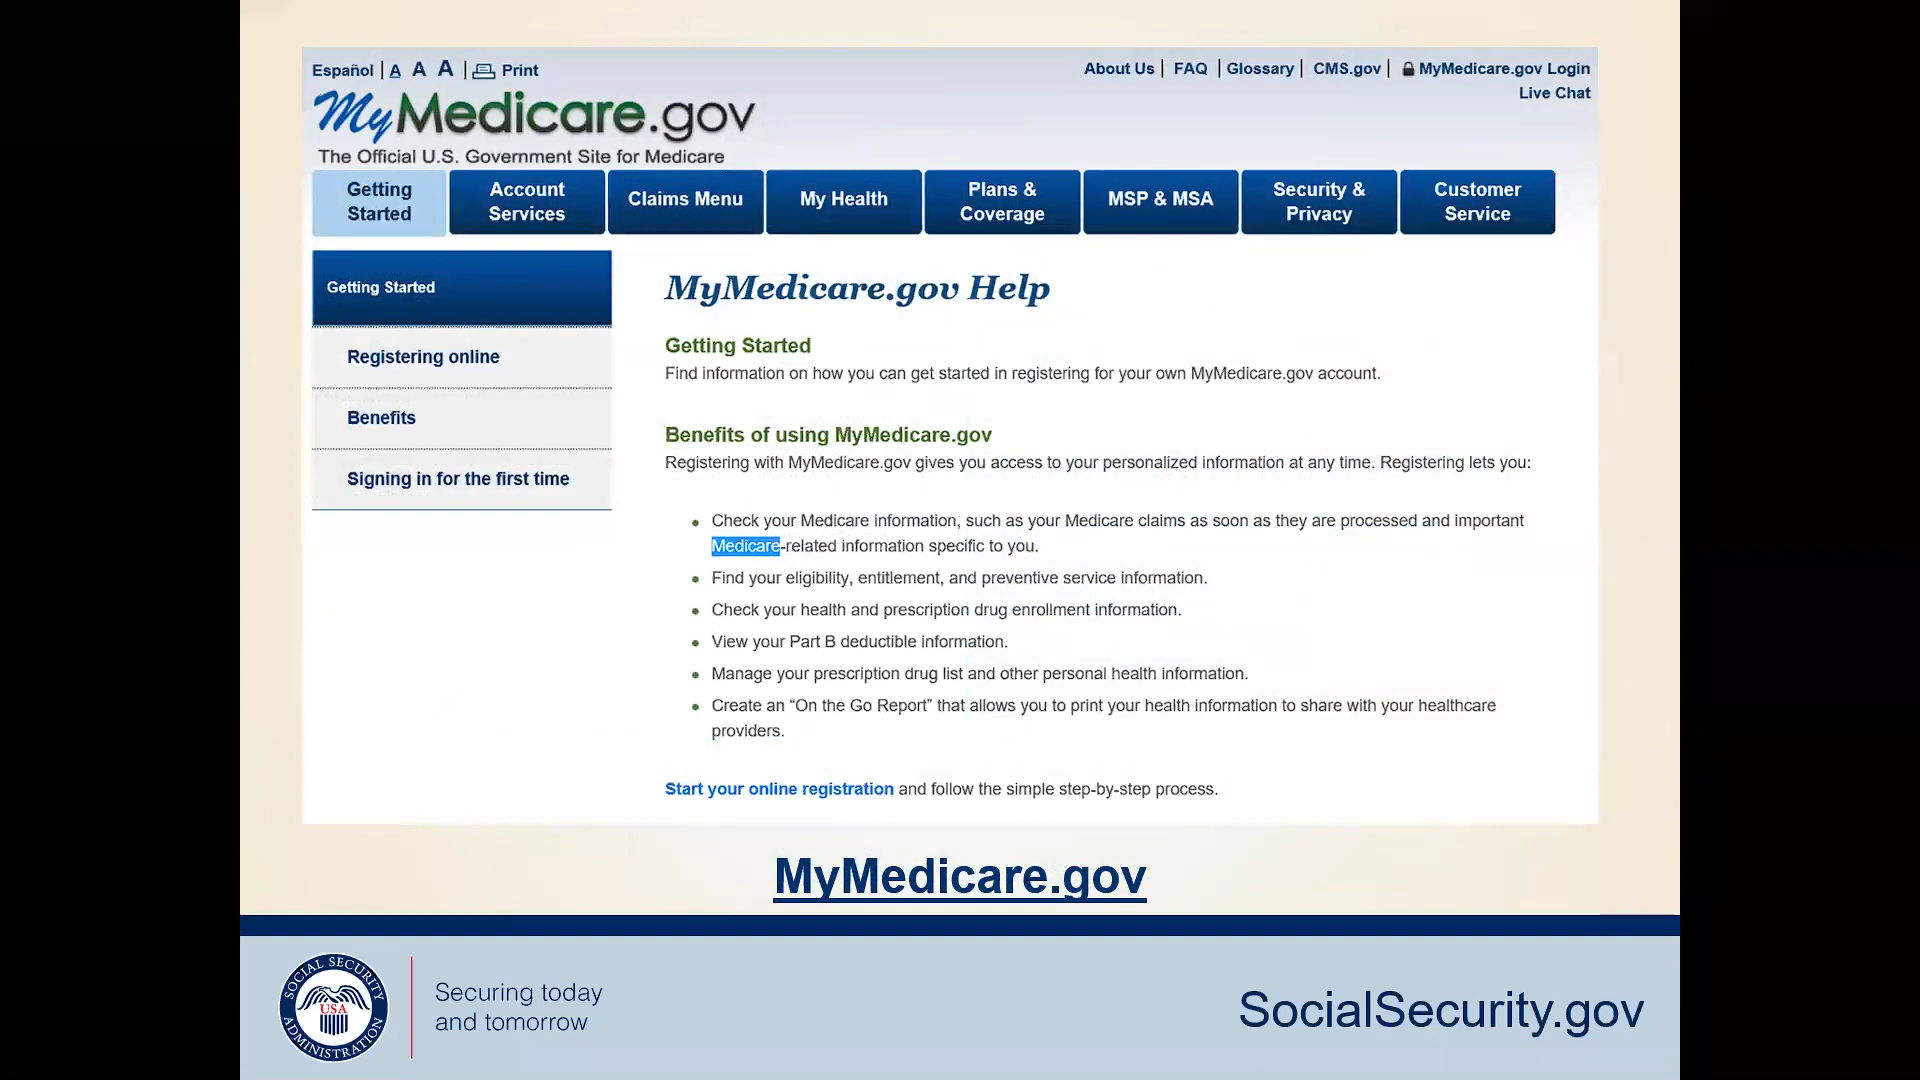 Español | A A A | Print
About Us | FAQ | Glossary | CMS.gov | MyMedicare.gov Login
Live Chat
MyMedicare.gov
The Official U.S. Government Site for Medicare
Getting Started
Account Services
Claims Menu
My Health
Plans & Coverage
MSP & MSA
Security & Privacy
Customer Service
Getting Started
Registering online
Benefits
Signing in for the first time
MyMedicare.gov Help
Getting Started
Find information on how you can get started in registering for your own MyMedicare.gov account.
Benefits of using MyMedicare.gov
Registering with MyMedicare.gov gives you access to your personalized information at any time. Registering lets you:
Check your Medicare information, such as your Medicare claims as soon as they are processed and important
Medicare-related information specific to you.
Find your eligibility, entitlement, and preventive service information.
Check your health and prescription drug enrollment information.
View your Part B deductible information.
Manage your prescription drug list and other personal health information.
Create an “On the Go Report” that allows you to print your health information to share with your healthcare
providers.
Start your online registration and follow the simple step-by-step process.
MyMedicare.gov
SOCIAL SECURITY ADMINISTRATION
USA
Securing today
and tomorrow
SocialSecurity.gov